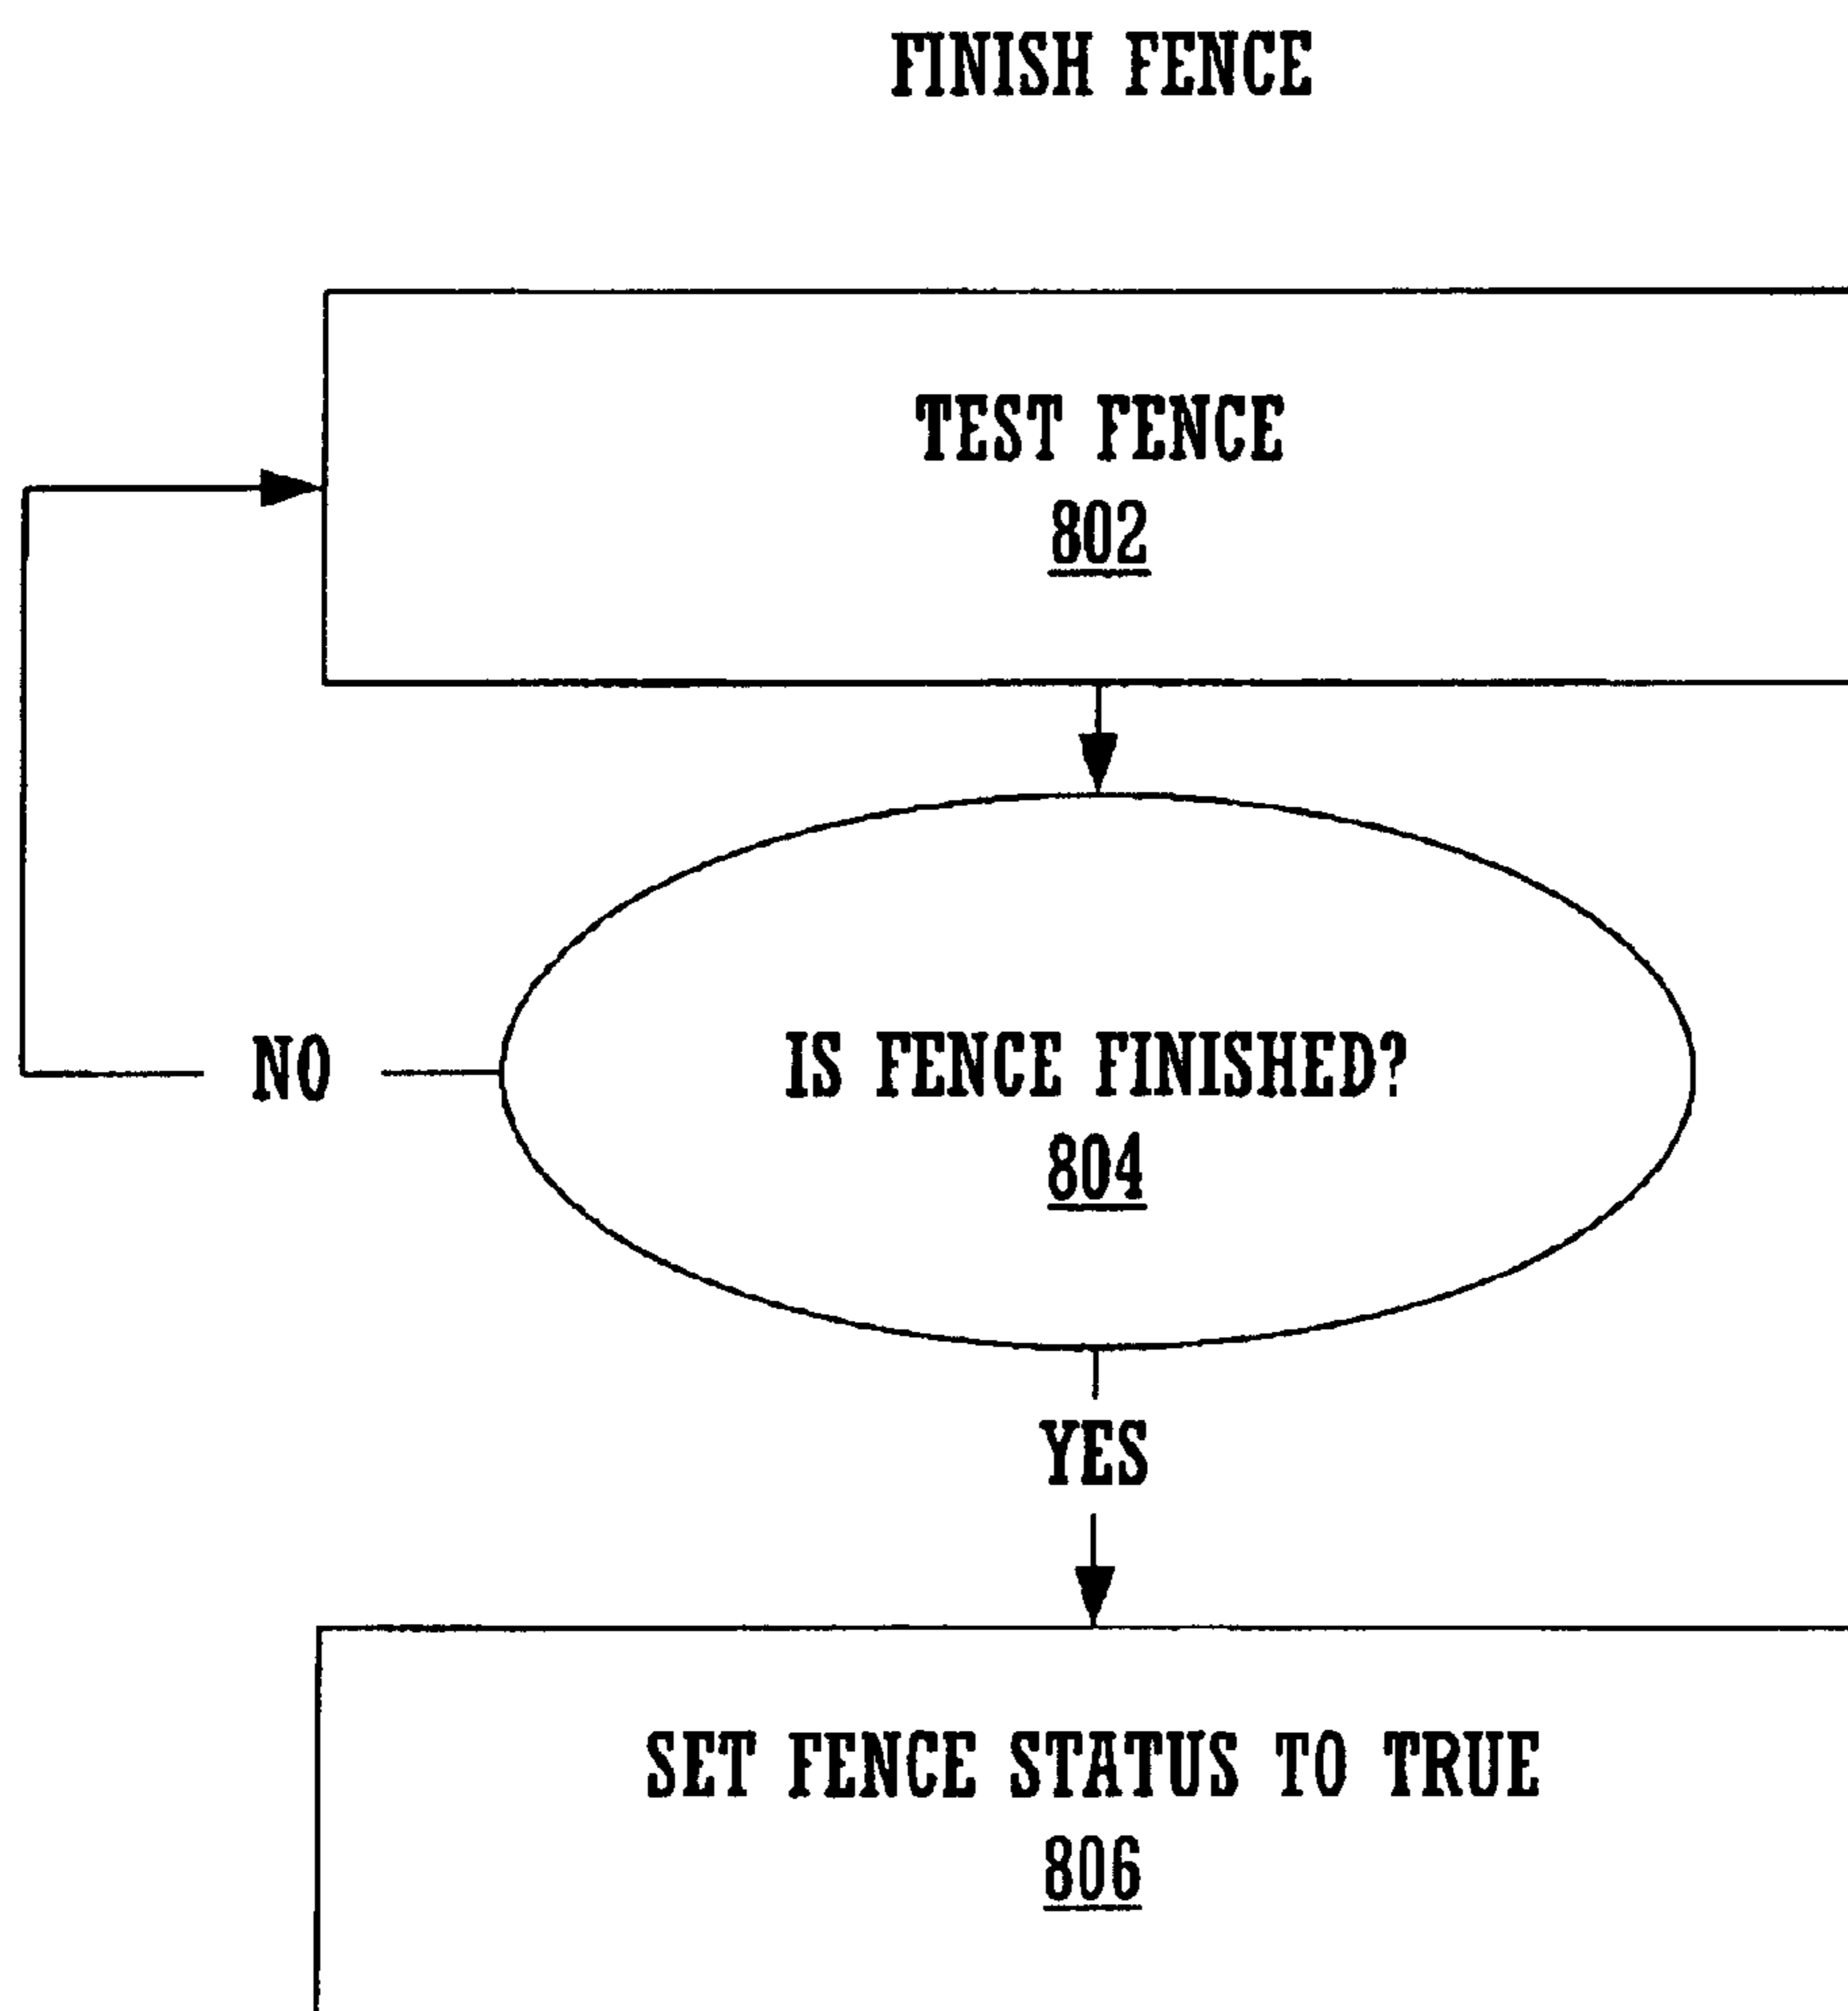 FINISH FENCE
TEST FENCE
802
IS FENCE FINISHED?
804
NO
YES
SET FENCE STATUS TO TRUE
806